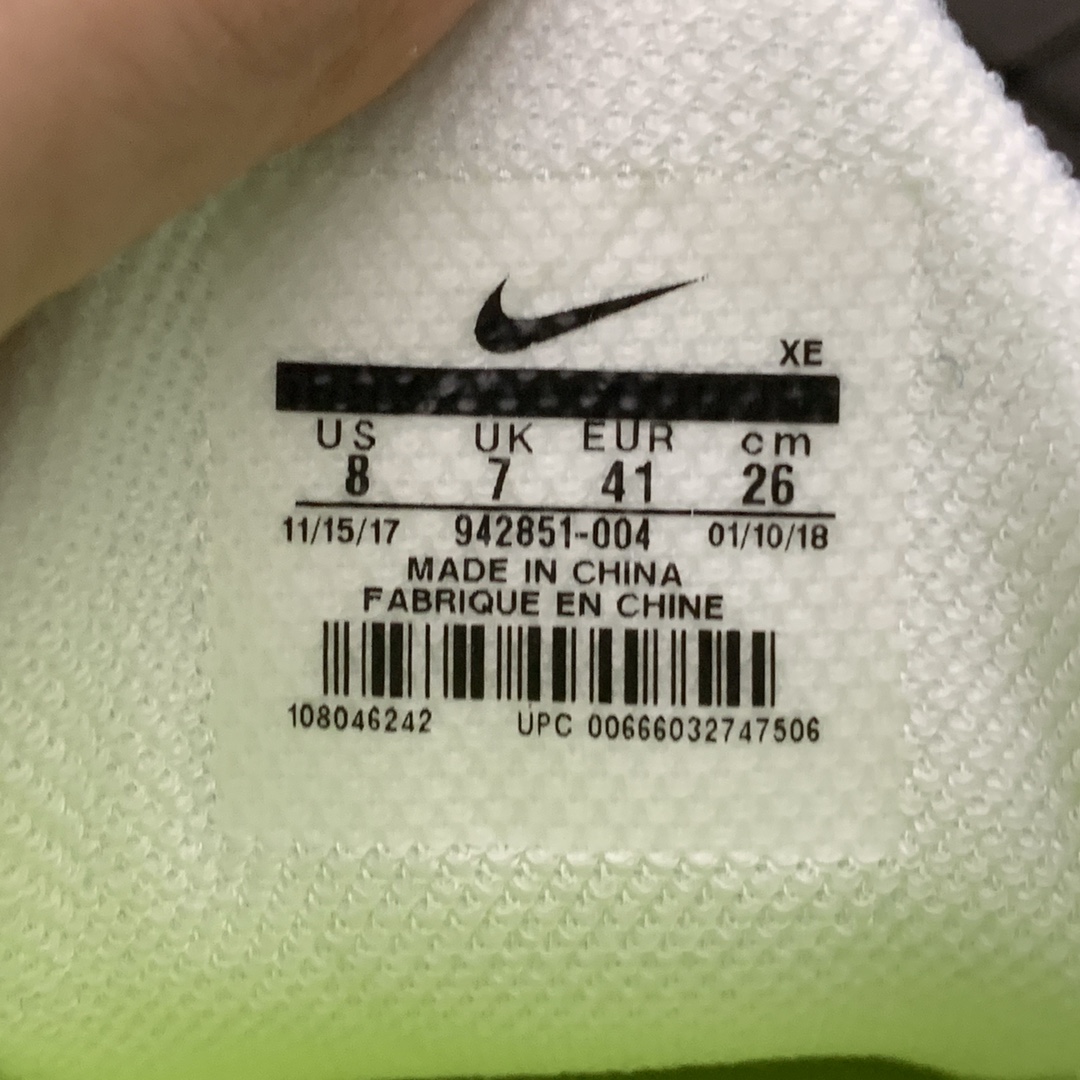 XE
US UK EUR cm
8 7 41 26
11/15/17 942851-004 01/10/18
MADE IN CHINA
FABRIQUE EN CHINE
108046242 UPC 00666032747506